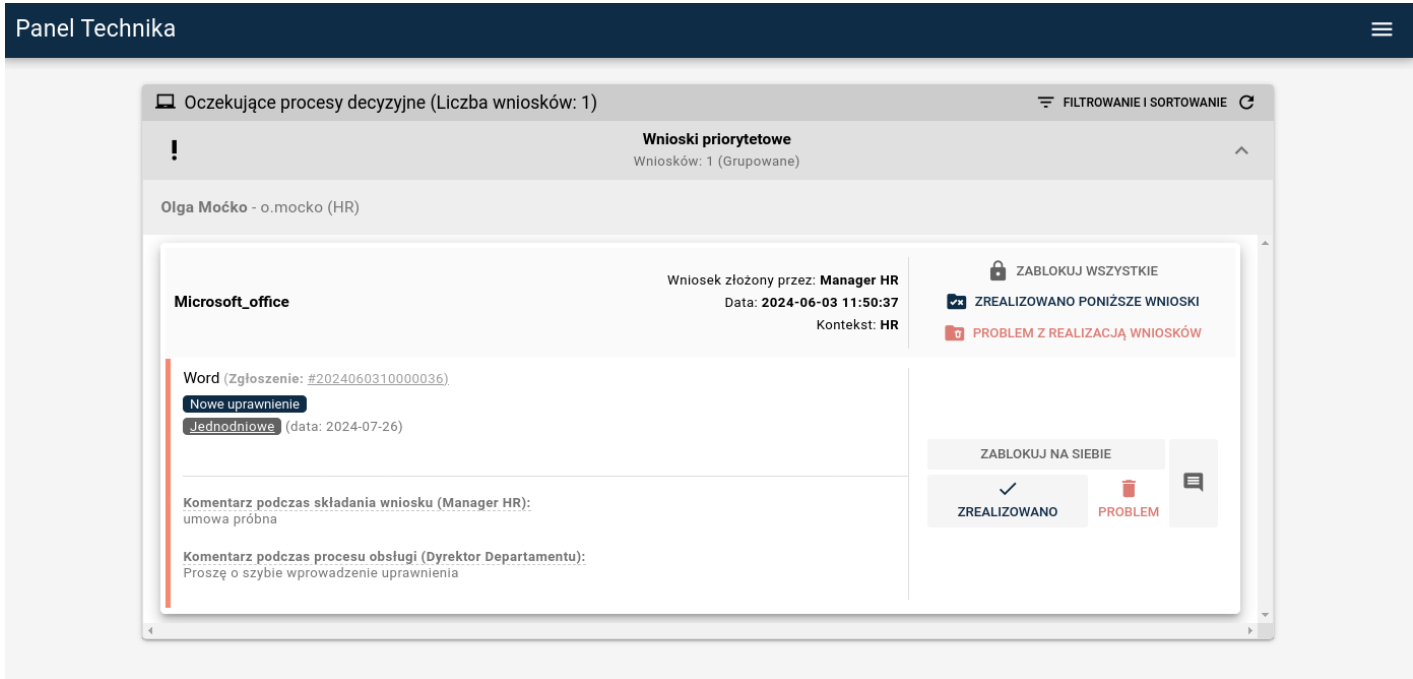 Panel Technika
Oczekujące procesy decyzyjne (Liczba wniosków: 1)
FILTROWANIE I SORTOWANIE
!
Wnioski priorytetowe
Wniosków: 1 (Grupowane)
Olga Moćko - o.mocko (HR)
Microsoft_office
Wniosek złożony przez: Manager HR
Data: 2024-06-03 11:50:37
Kontekst: HR
ZABLOKUJ WSZYSTKIE
ZREALIZOWANO PONIŻSZE WNIOSKI
PROBLEM Z REALIZACJĄ WNIOSKÓW
Word (Zgłoszenie: #2024060310000036)
Nowe uprawnienie
Jednodniowe (data: 2024-07-26)
Komentarz podczas składania wniosku (Manager HR):
umowa próbna
Komentarz podczas procesu obsługi (Dyrektor Departamentu):
Proszę o szybie wprowadzenie uprawnienia
ZABLOKUJ NA SIEBIE
ZREALIZOWANO
PROBLEM